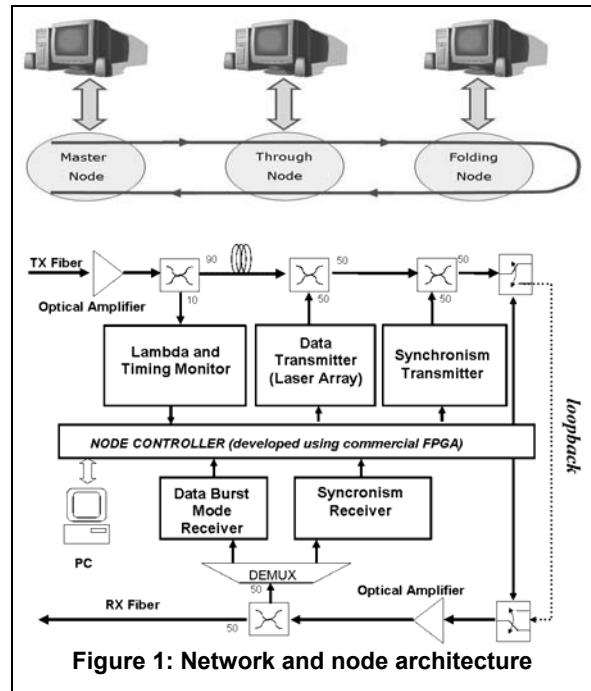 Master
Node
Through
Node
Folding
Node
TX Fiber
Optical Amplifier
90
10
50
50
50
50
Lambda and
Timing Monitor
Data
Transmitter
(Laser Array)
Synchronism
Transmitter
loopback
NODE CONTROLLER (developed using commercial FPGA)
PC
Data Burst
Mode
Receiver
Syncronism
Receiver
DEMUX
50
Optical Amplifier
RX Fiber
50
Figure 1: Network and node architecture